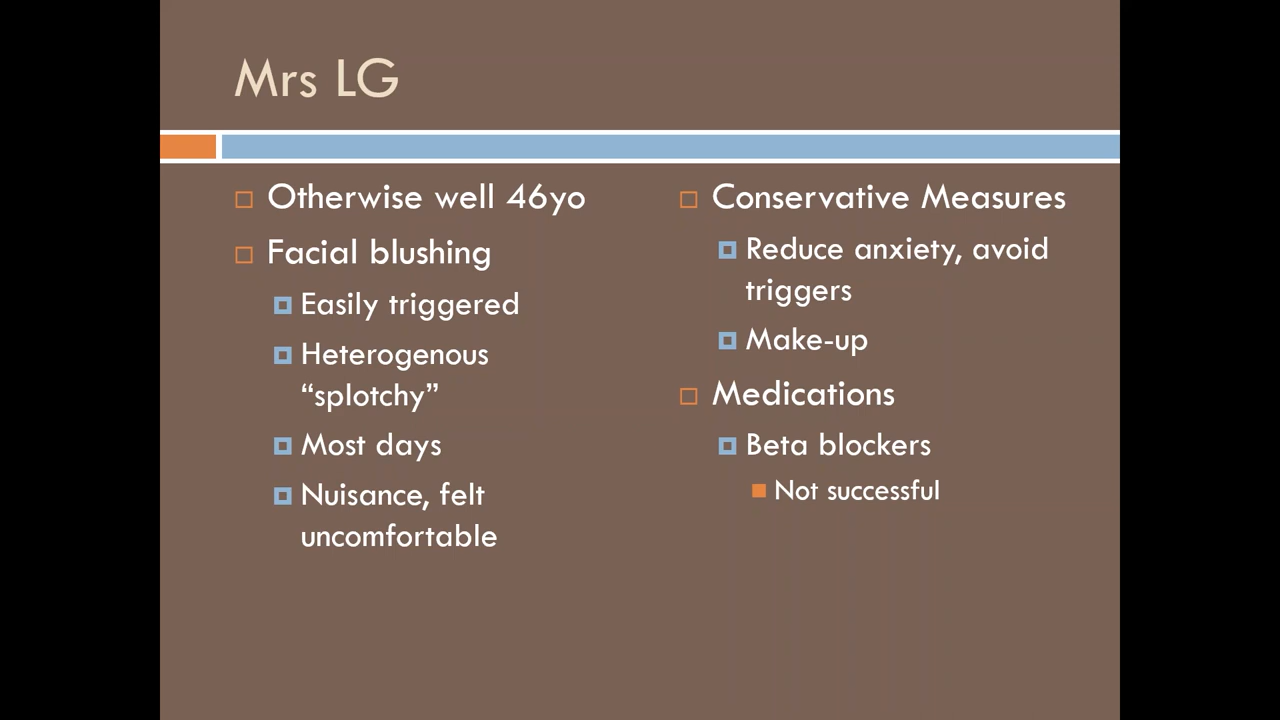 Mrs LG
Otherwise well 46yo
Facial blushing
Easily triggered
Heterogenous
“splotchy”
Most days
Nuisance, felt
uncomfortable
Conservative Measures
Reduce anxiety, avoid
triggers
Make-up
Medications
Beta blockers
Not successful